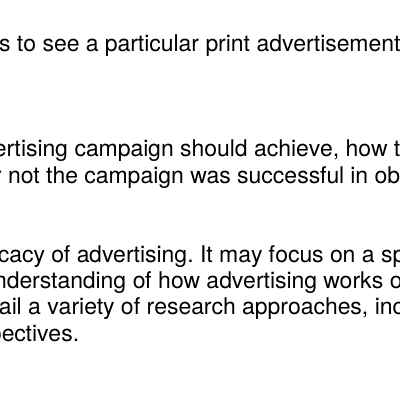 s to see a particular print advertisement
ertising campaign should achieve, how t
r not the campaign was successful in ob
cacy of advertising. It may focus on a sp
nderstanding of how advertising works o
ail a variety of research approaches, inc
ectives.